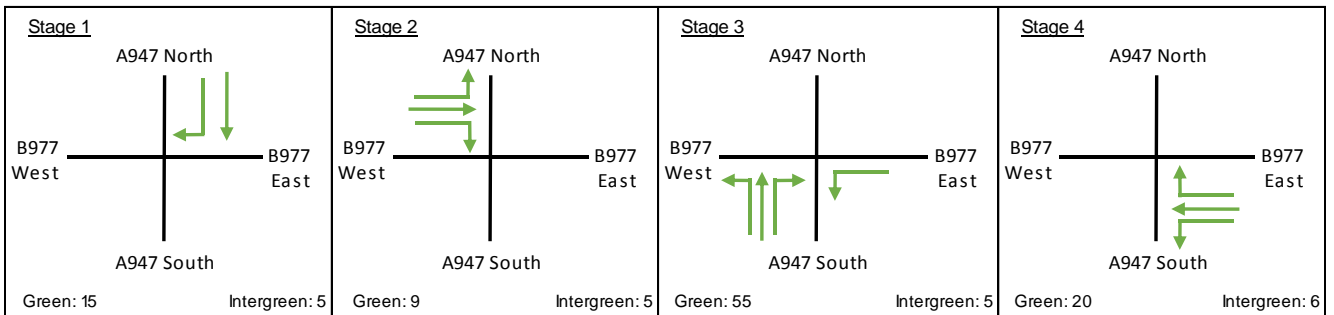 Stage 1
A947 North
B977
West
B977
East
A947 South
Green: 15
Intergreen: 5
Stage 2
A947 North
B977
West
B977
East
A947 South
Green: 9
Intergreen: 5
Stage 3
A947 North
B977
West
B977
East
A947 South
Green: 55
Intergreen: 5
Stage 4
A947 North
B977
West
B977
East
A947 South
Green: 20
Intergreen: 6